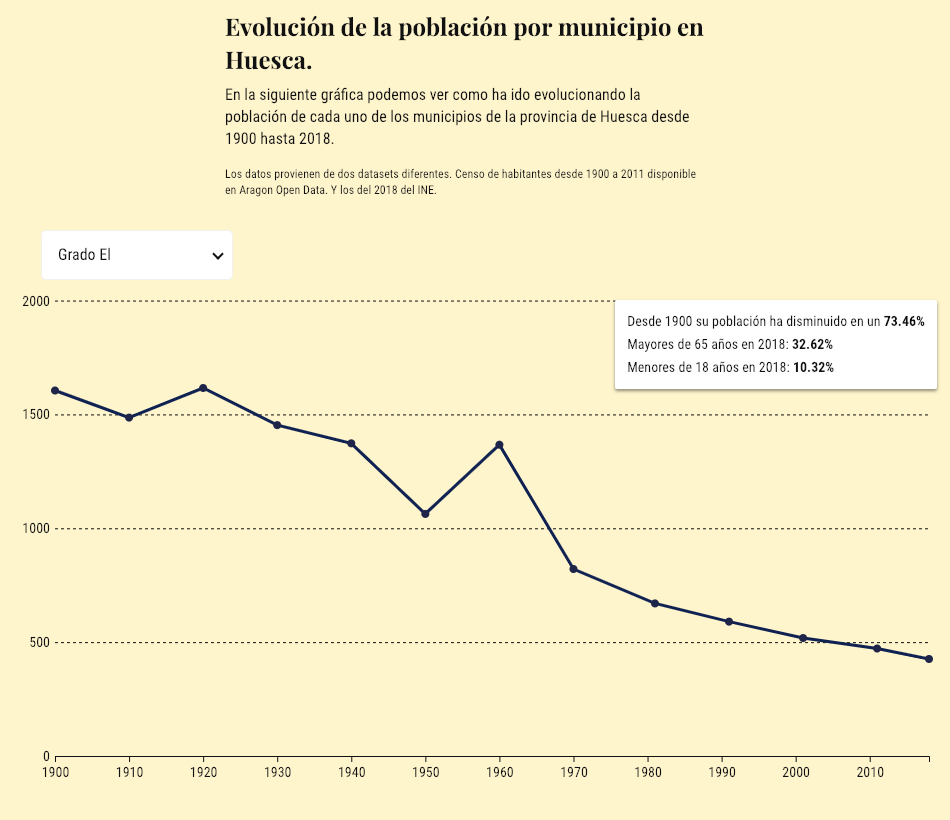 Evolución de la población por municipio en
Huesca.
En la siguiente gráfica podemos ver como ha ido evolucionando la
población de cada uno de los municipios de la provincia de Huesca desde
1900 hasta 2018.
Los datos provienen de dos datasets diferentes. Censo de habitantes desde 1900 a 2011 disponible
en Aragon Open Data. Y los del 2018 del INE.
Grado El
2000
Desde 1900 su población ha disminuido en un 73.46%
Mayores de 65 años en 2018: 32.62%
Menores de 18 años en 2018: 10.32%
1500
1000
500
0
1900 1910 1920 1930 1940 1950 1960 1970 1980 1990 2000 2010